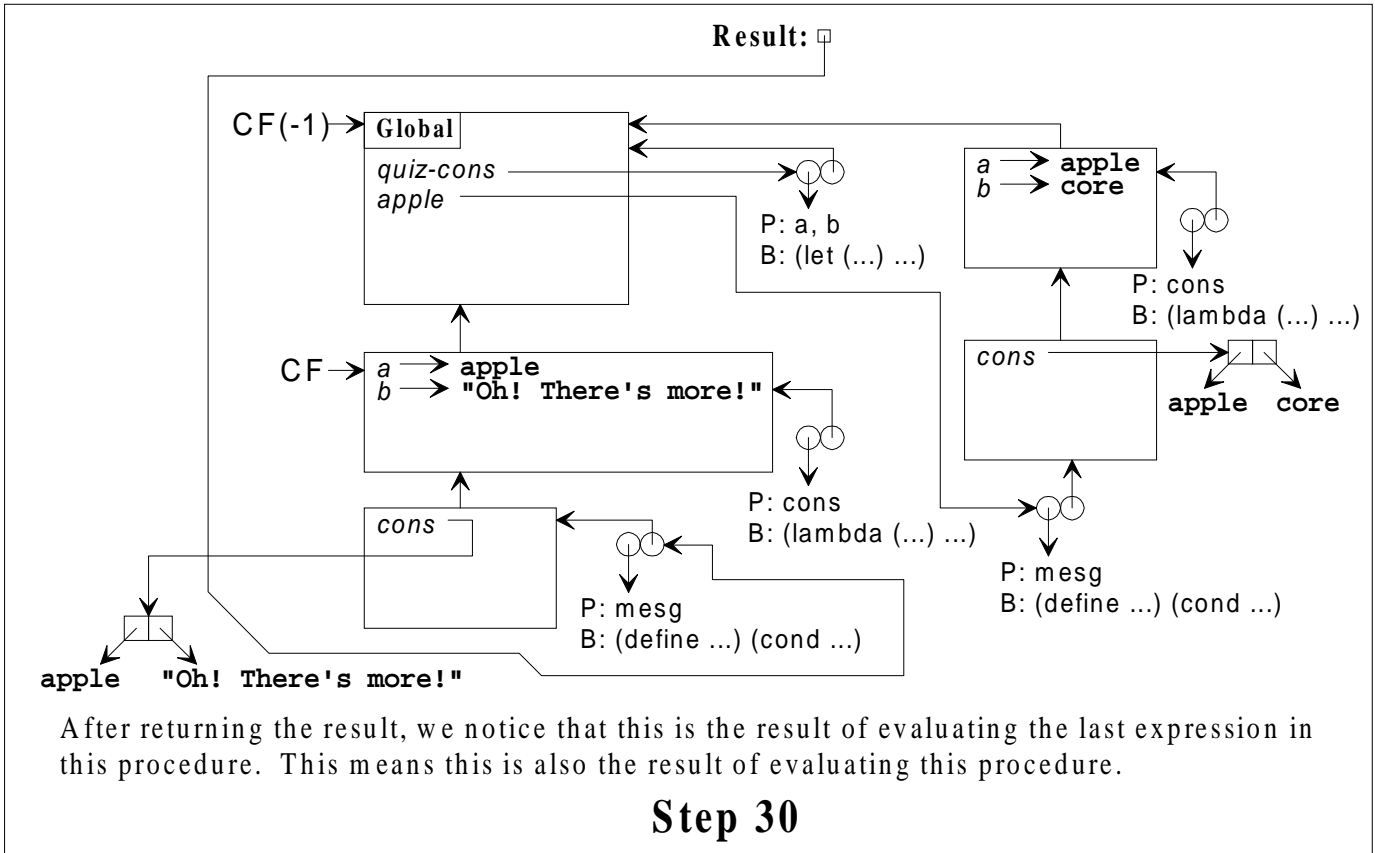 Result:
CF(-1)
Global
quiz-cons
apple
P: a, b
B: (let (...) ...)
a apple
b core
P: cons
B: (lambda (...) ...)
CF
a apple
b "Oh! There's more!"
P: cons
B: (lambda (...) ...)
cons
apple core
cons
P: mesg
B: (define ...) (cond ...)
P: mesg
B: (define ...) (cond ...)
apple "Oh! There's more!"
After returning the result, we notice that this is the result of evaluating the last expression in
this procedure. This means this is also the result of evaluating this procedure.
Step 30